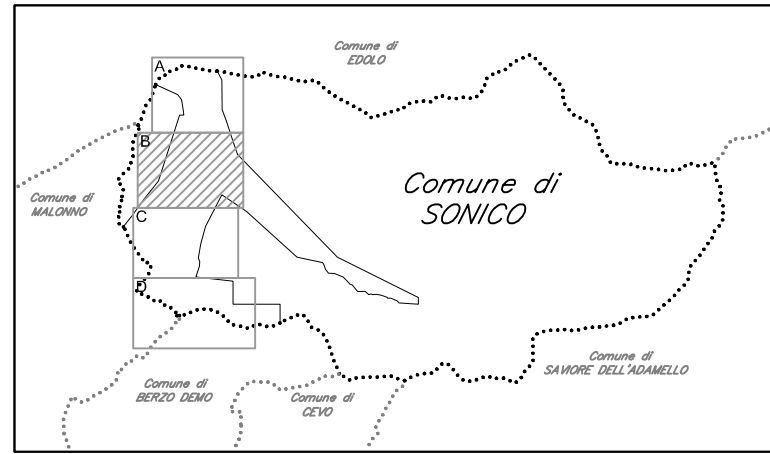 Comune di
EDOLO
A
B
Comune di
MALONNO
Comune di
SONICO
C
D
Comune di
SAVIORE DELL'ADAMELLO
Comune di
BERZO DEMO
Comune di
CEVO